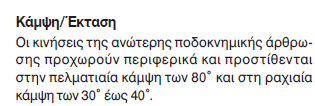 Κάμψη/Έκταση
Οι κινήσεις της ανώτερης ποδοκνημικής άρθρω-
σης προχωρούν περιφερικά και προστίθενται
στην πελματιαία κάμψη των 80˚ και στη ραχιαία
κάμψη των 30˚ έως 40˚.